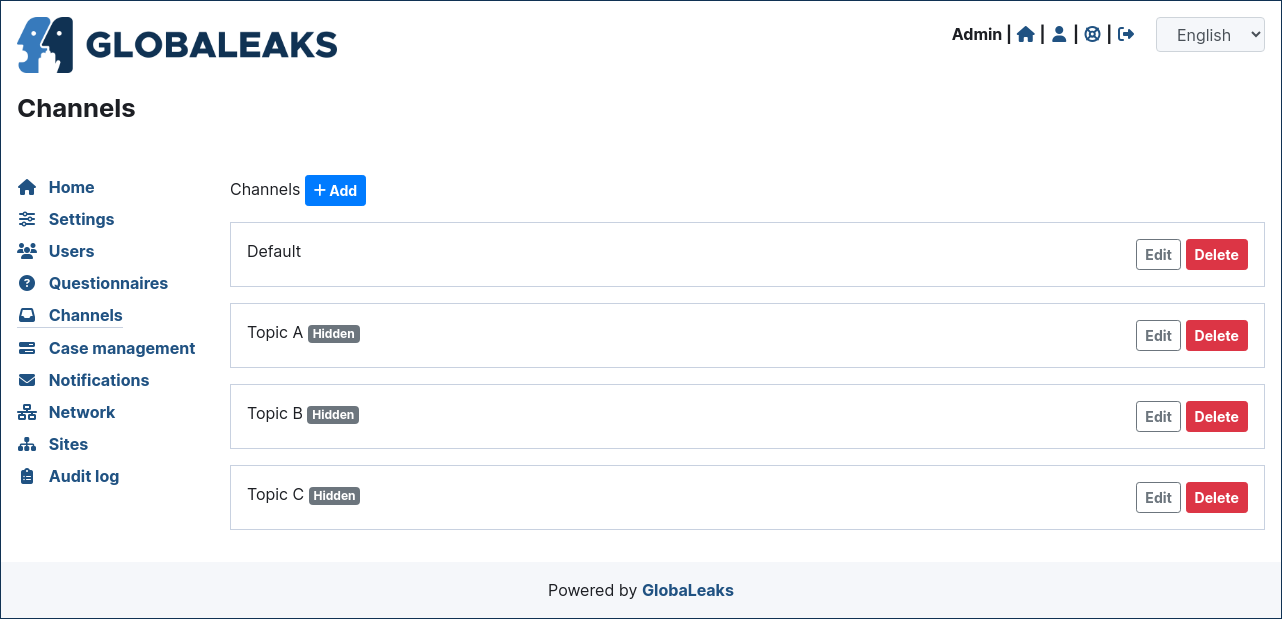 GLOBALEAKS
Admin | | | |
English
Channels
Home
Settings
Users
Questionnaires
Channels
Case management
Notifications
Network
Sites
Audit log
Channels + Add
Default Edit Delete
Topic A Hidden Edit Delete
Topic B Hidden Edit Delete
Topic C Hidden Edit Delete
Powered by GlobaLeaks